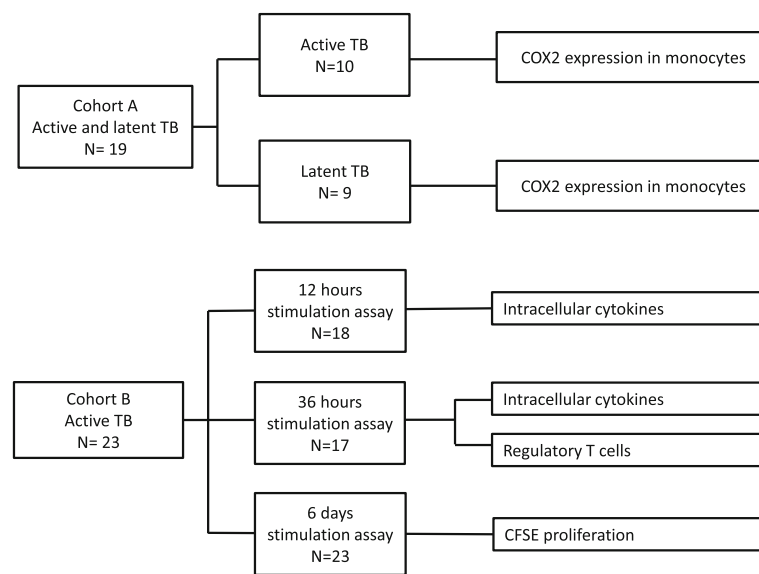 Active TB
N=10
COX2 expression in monocytes
Cohort A
Active and latent TB
N= 19
Latent TB
N= 9
COX2 expression in monocytes
12 hours
stimulation assay
N=18
Intracellular cytokines
Cohort B
Active TB
N= 23
36 hours
stimulation assay
N=17
Intracellular cytokines
Regulatory T cells
6 days
stimulation assay
N=23
CFSE proliferation